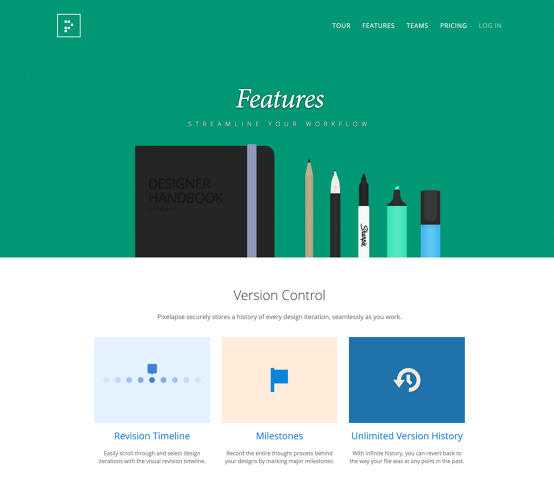 TOUR FEATURES TEAMS PRICING LOG IN
Features
STREAMLINE YOUR WORKFLOW
DESIGNER
HANDBOOK
Sharpie
Version Control
Pixelapse securely stores a history of every design iteration, seamlessly as you work.
Revision Timeline
Easily scroll through and select design
iterations with the visual revision timeline.
Milestones
Record the entire thought process behind
your designs by marking major milestones.
Unlimited Version History
With infinite history, you can revert back to
the way your file was at any point in the past.